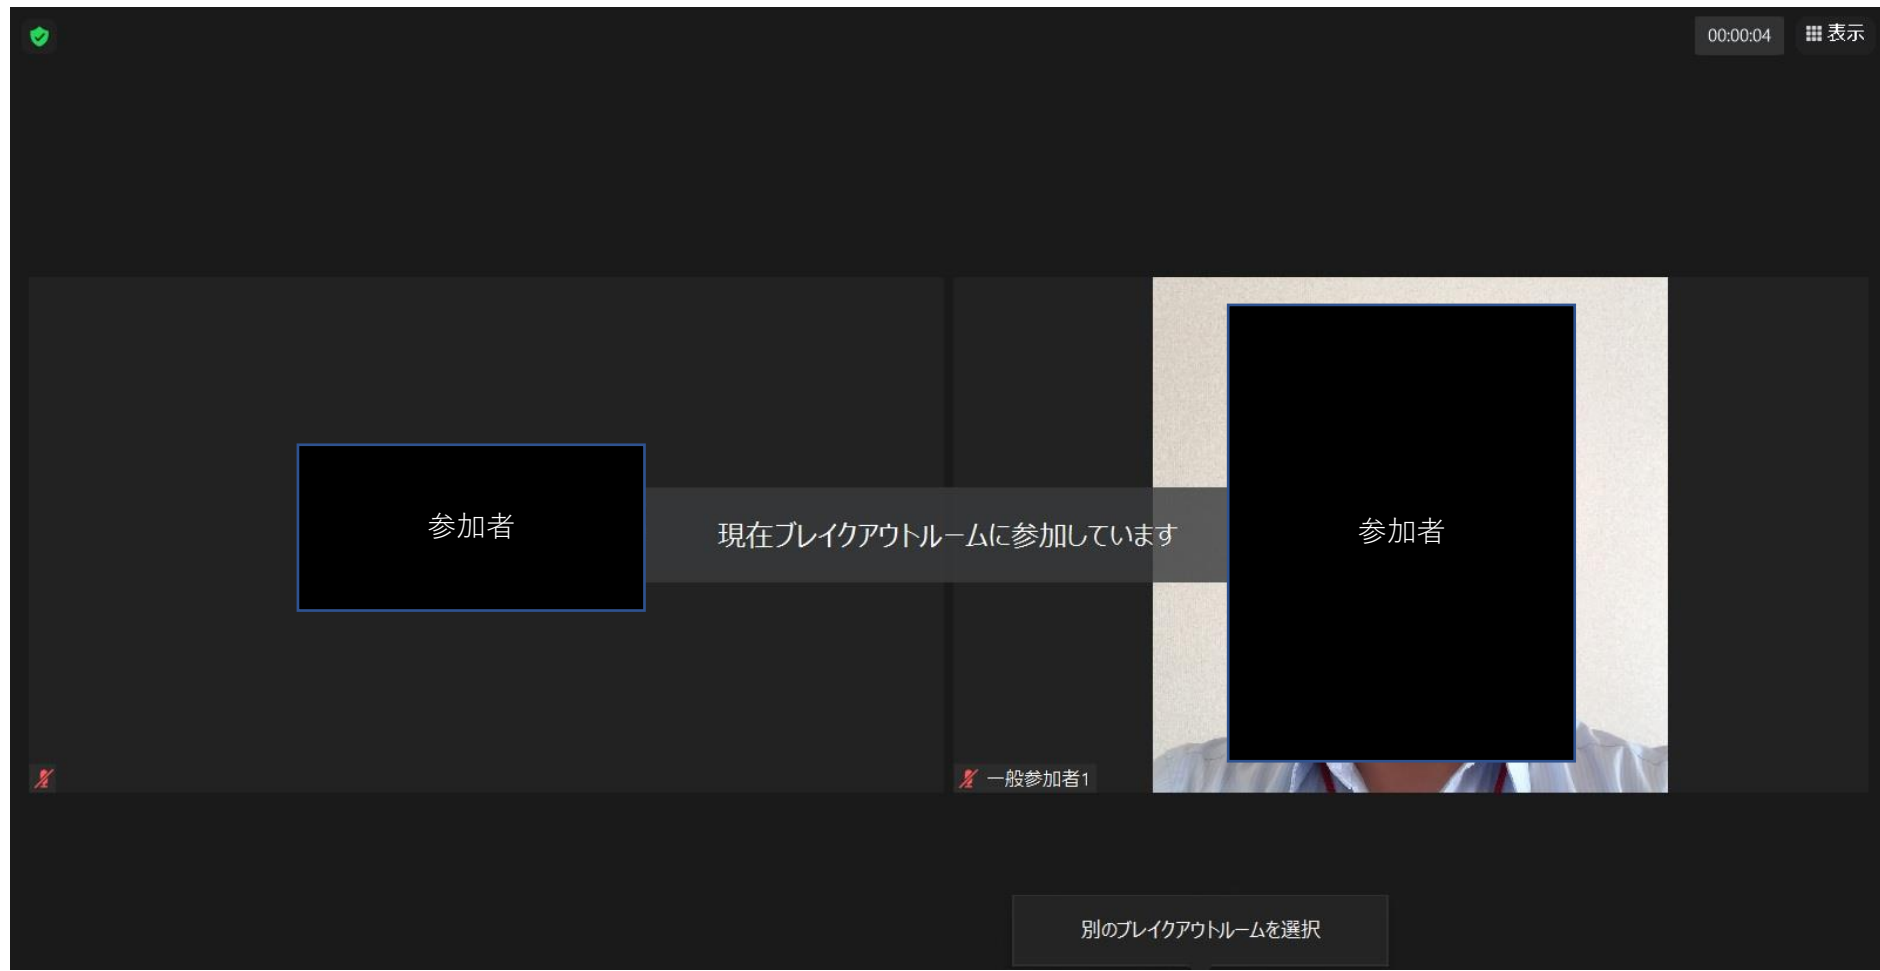 00:00:04
表示
参加者
現在ブレイクアウトルームに参加しています
参加者
一般参加者1
別のブレイクアウトルームを選択